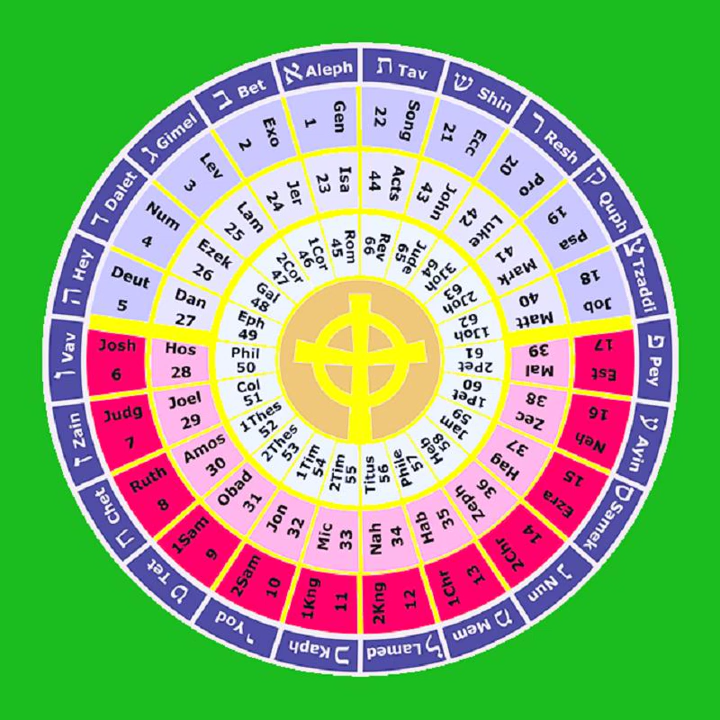 א Aleph
ב Bet
ג Gimel
ד Dalet
ה Hey
ו Vav
ז Zain
ח Chet
ט Tet
י Yod
כ Kaph
ל Lamed
מ Mem
נ Nun
ס Samek
ע Ayin
פ Pey
צ Tzaddi
ק Quph
ר Resh
ש Shin
ת Tav
Gen
1
Exo
2
Lev
3
Num
4
Deut
5
Josh
6
Judg
7
Ruth
8
1Sam
9
2Sam
10
1Kng
11
2Kng
12
1Chr
13
2Chr
14
Ezra
15
Neh
16
Est
17
Job
18
Psa
19
Pro
20
Ecc
21
Song
22
Isa
23
Jer
24
Lam
25
Ezek
26
Dan
27
Hos
28
Joel
29
Amos
30
Obad
31
Jon
32
Mic
33
Nah
34
Hab
35
Zeph
36
Hag
37
Zec
38
Mal
39
Matt
40
Mark
41
Luke
42
John
43
Acts
44
Rom
45
1Cor
46
2Cor
47
Gal
48
Eph
49
Phil
50
Col
51
1Thes
52
2Thes
53
1Tim
54
2Tim
55
Titus
56
Phile
57
Heb
58
Jam
59
1Pet
60
2Pet
61
1Joh
62
2Joh
63
3Joh
64
Jude
65
Rev
66